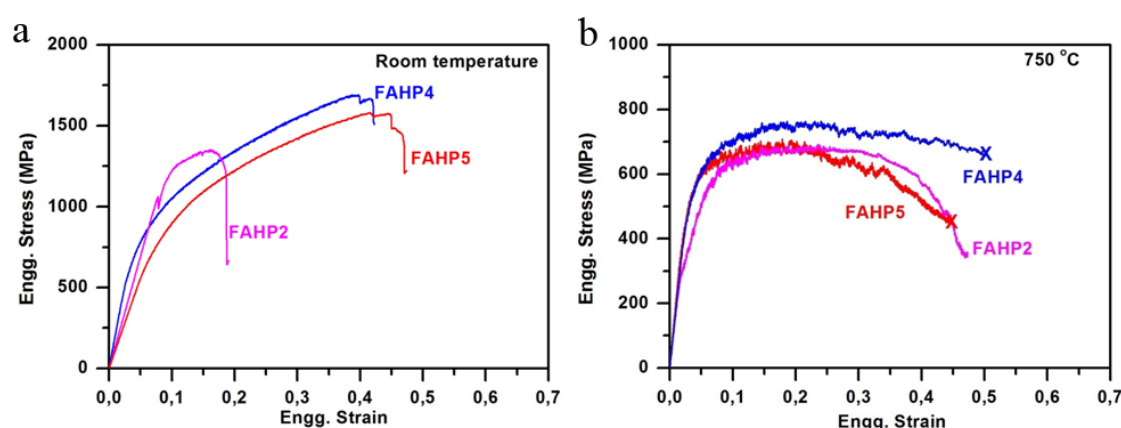 a
2000
1500
1000
500
0
Engg. Stress (MPa)
Room temperature
FAHP4
FAHP5
FAHP2
0,0 0,1 0,2 0,3 0,4 0,5 0,6 0,7
Engg. Strain
b
1000
800
600
400
200
0
Engg. Stress (MPa)
750 °C
FAHP4
FAHP5
FAHP2
0,0 0,1 0,2 0,3 0,4 0,5 0,6 0,7
Engg. Strain